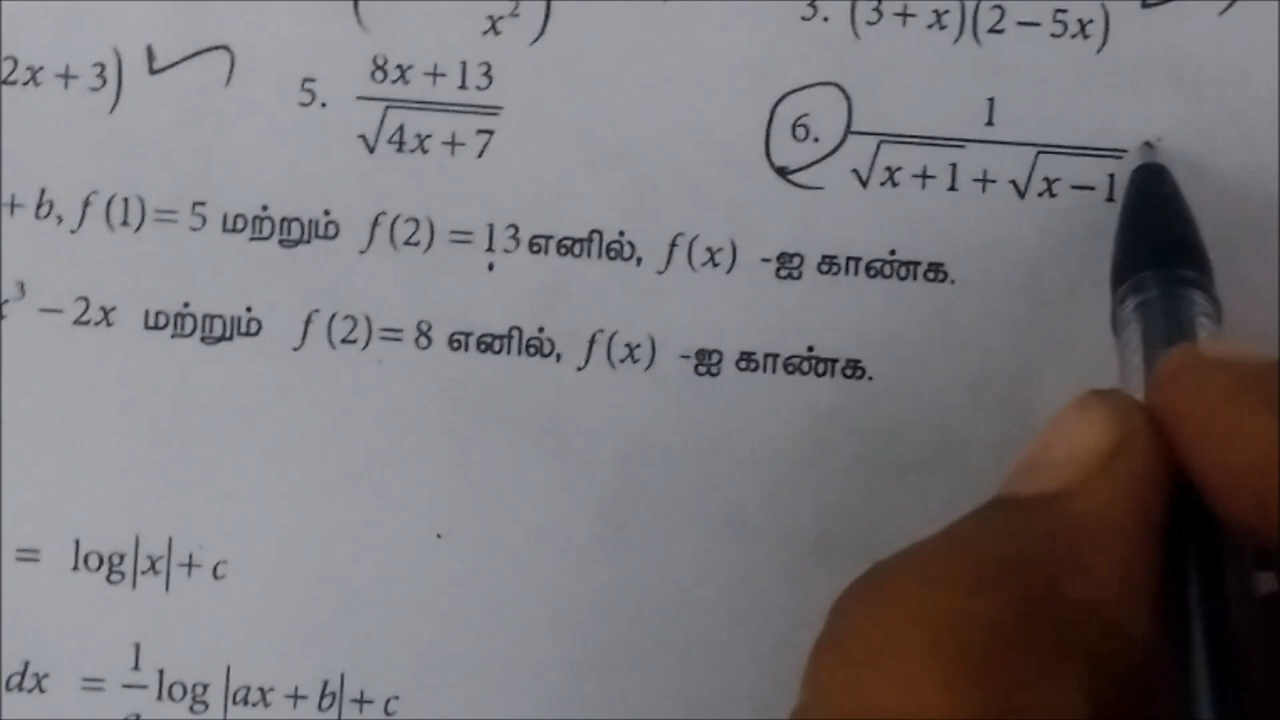 x²)
3. (3 + x)(2 − 5x)
2x + 3)
5. (8x + 13)/√(4x + 7)
6. 1/(√(x + 1) + √(x − 1))
+ b, f(1) = 5 மற்றும் f(2) = 13 எனில், f(x) -ஐ காண்க.
³ − 2x மற்றும் f(2) = 8 எனில், f(x) -ஐ காண்க.
= log|x| + c
dx = 1/a log |ax + b| + c